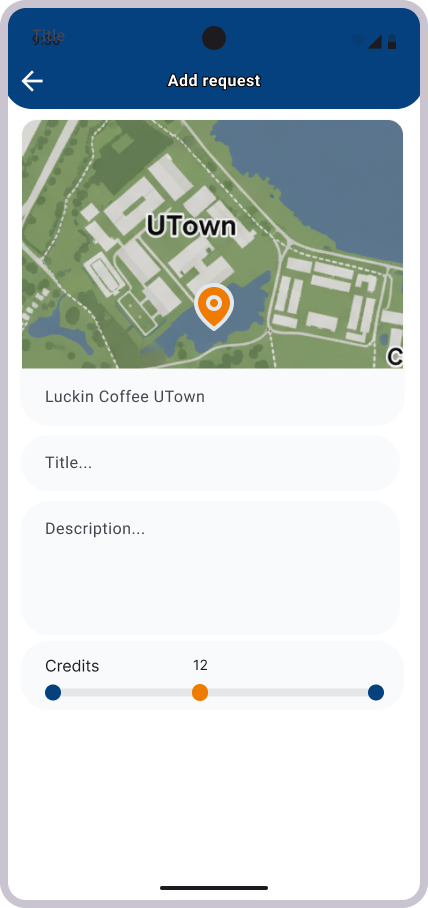 Title
9:30
Add request
UTown
C
Luckin Coffee UTown
Title...
Description...
Credits 12